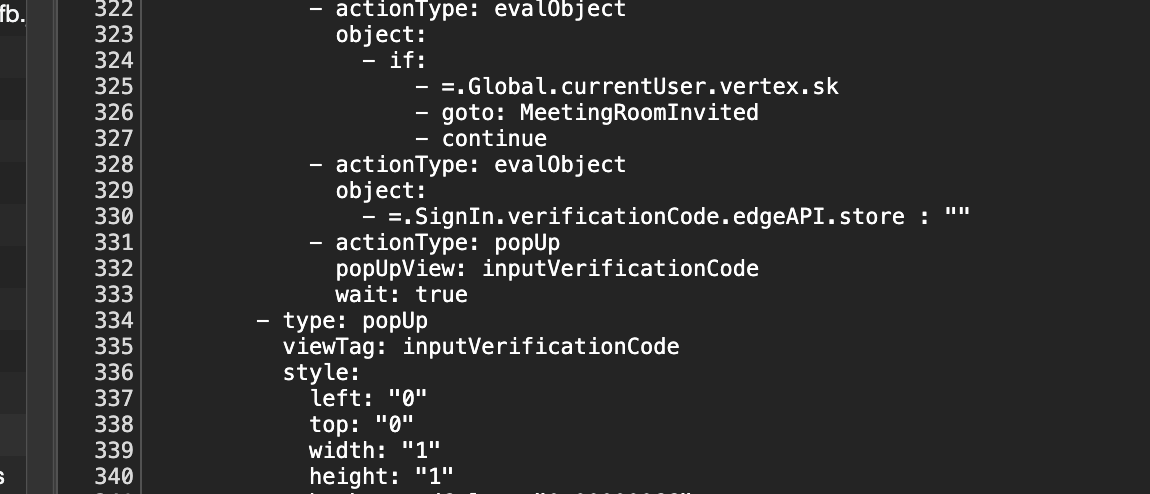 fb.
322 - actionType: evalObject
323 object:
324 - if:
325 - =.Global.currentUser.vertex.sk
326 - goto: MeetingRoomInvited
327 - continue
328 - actionType: evalObject
329 object:
330 - =.SignIn.verificationCode.edgeAPI.store : ""
331 - actionType: popUp
332 popUpView: inputVerificationCode
333 wait: true
334 - type: popUp
335 viewTag: inputVerificationCode
336 style:
337 left: "0"
338 top: "0"
339 width: "1"
s
340 height: "1"